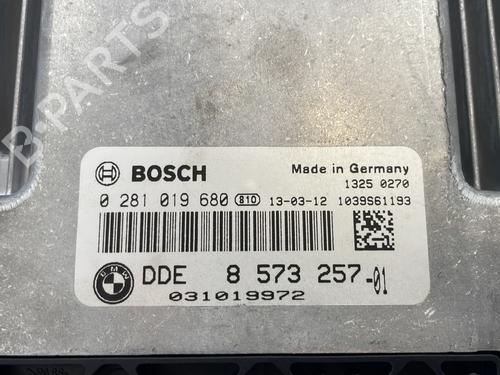 B-PARTS
BOSCH
Made in Germany
1325 0270
0 281 019 680 810 13-03-12 1039S61193
BMW
DDE 8 573 257-01
031019972